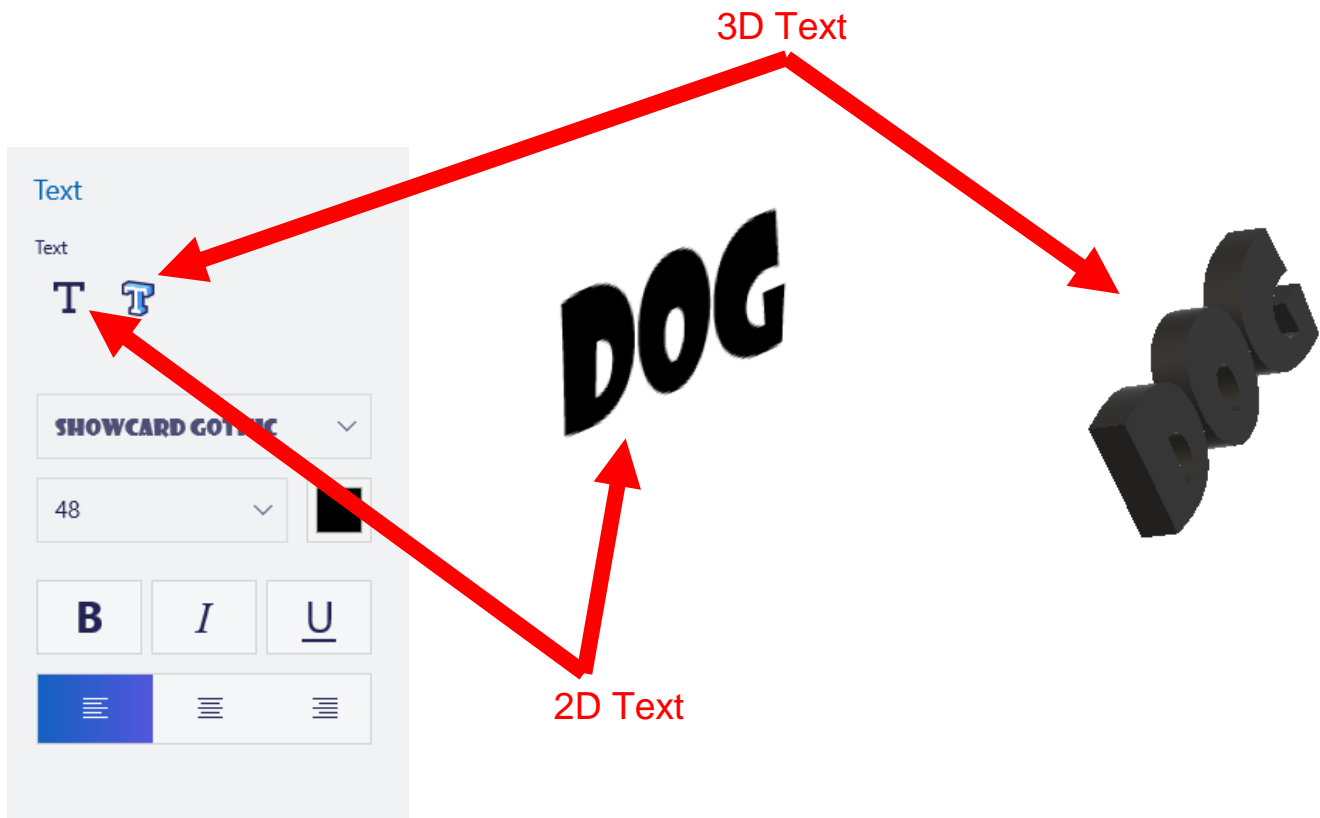 3D Text
Text
Text
T T
SHOWCARD GOTHIC
48
B I U
2D Text
DOG
DOG